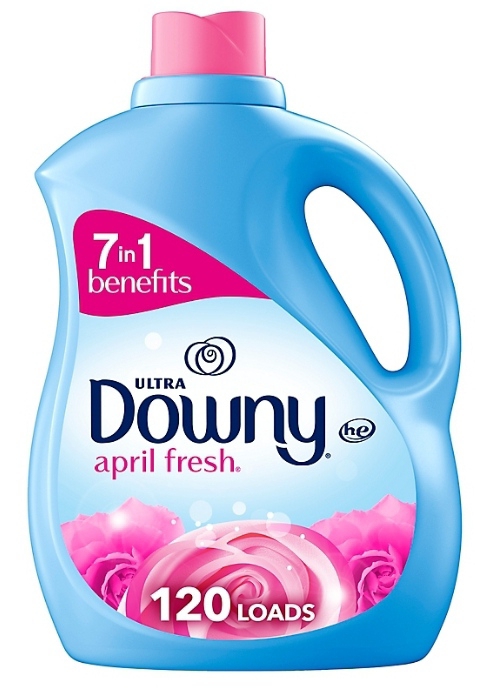 7 in 1
benefits
ULTRA
Downy®
he
april fresh®
120 LOADS